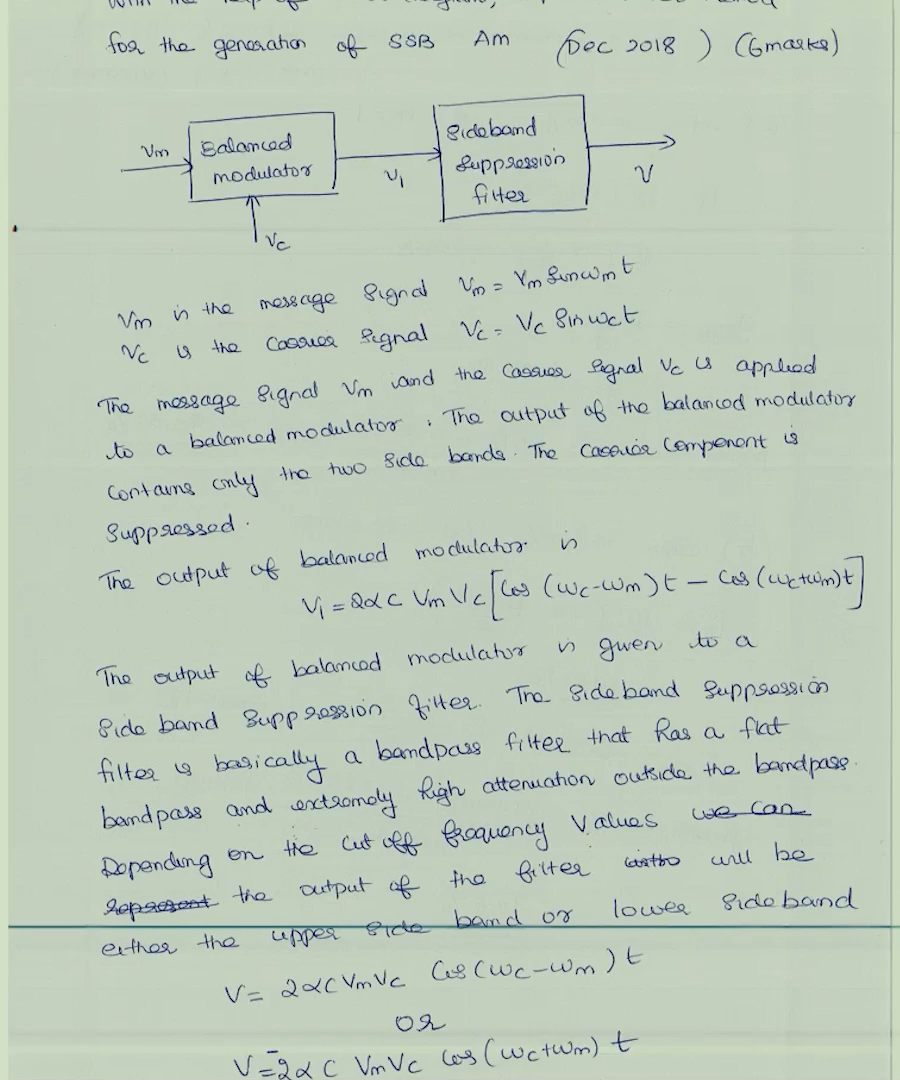 for the generation of SSB Am (Dec 2018) (6marks)
Vm
Balanced
modulator
V1
Vc
Sideband
Suppression
filter
V
Vm is the message Signal Vm = Vm Sinωmt
Vc is the Carrier Signal Vc = Vc Sin ωct
The message Signal Vm and the Carrier Signal Vc is applied
to a balanced modulator. The output of the balanced modulator
Contains only the two Side bands. The Carrier Component is
Suppressed.
The output of balanced modulator is
V1 = 2αC Vm Vc [Cos (ωc-ωm)t - Cos (ωc+ωm)t]
The output of balanced modulator is given to a
Side band Suppression filter. The Sideband Suppression
filter is basically a bandpass filter that has a flat
bandpass and extremely high attenuation outside the bandpass.
Depending on the Cut off frequency Values we can
represent the output of the filter will be
either the upper side band or lower sideband
V = 2αC VmVc Cos (ωc-ωm)t
OR
V = -2αC VmVc Cos (ωc+ωm)t